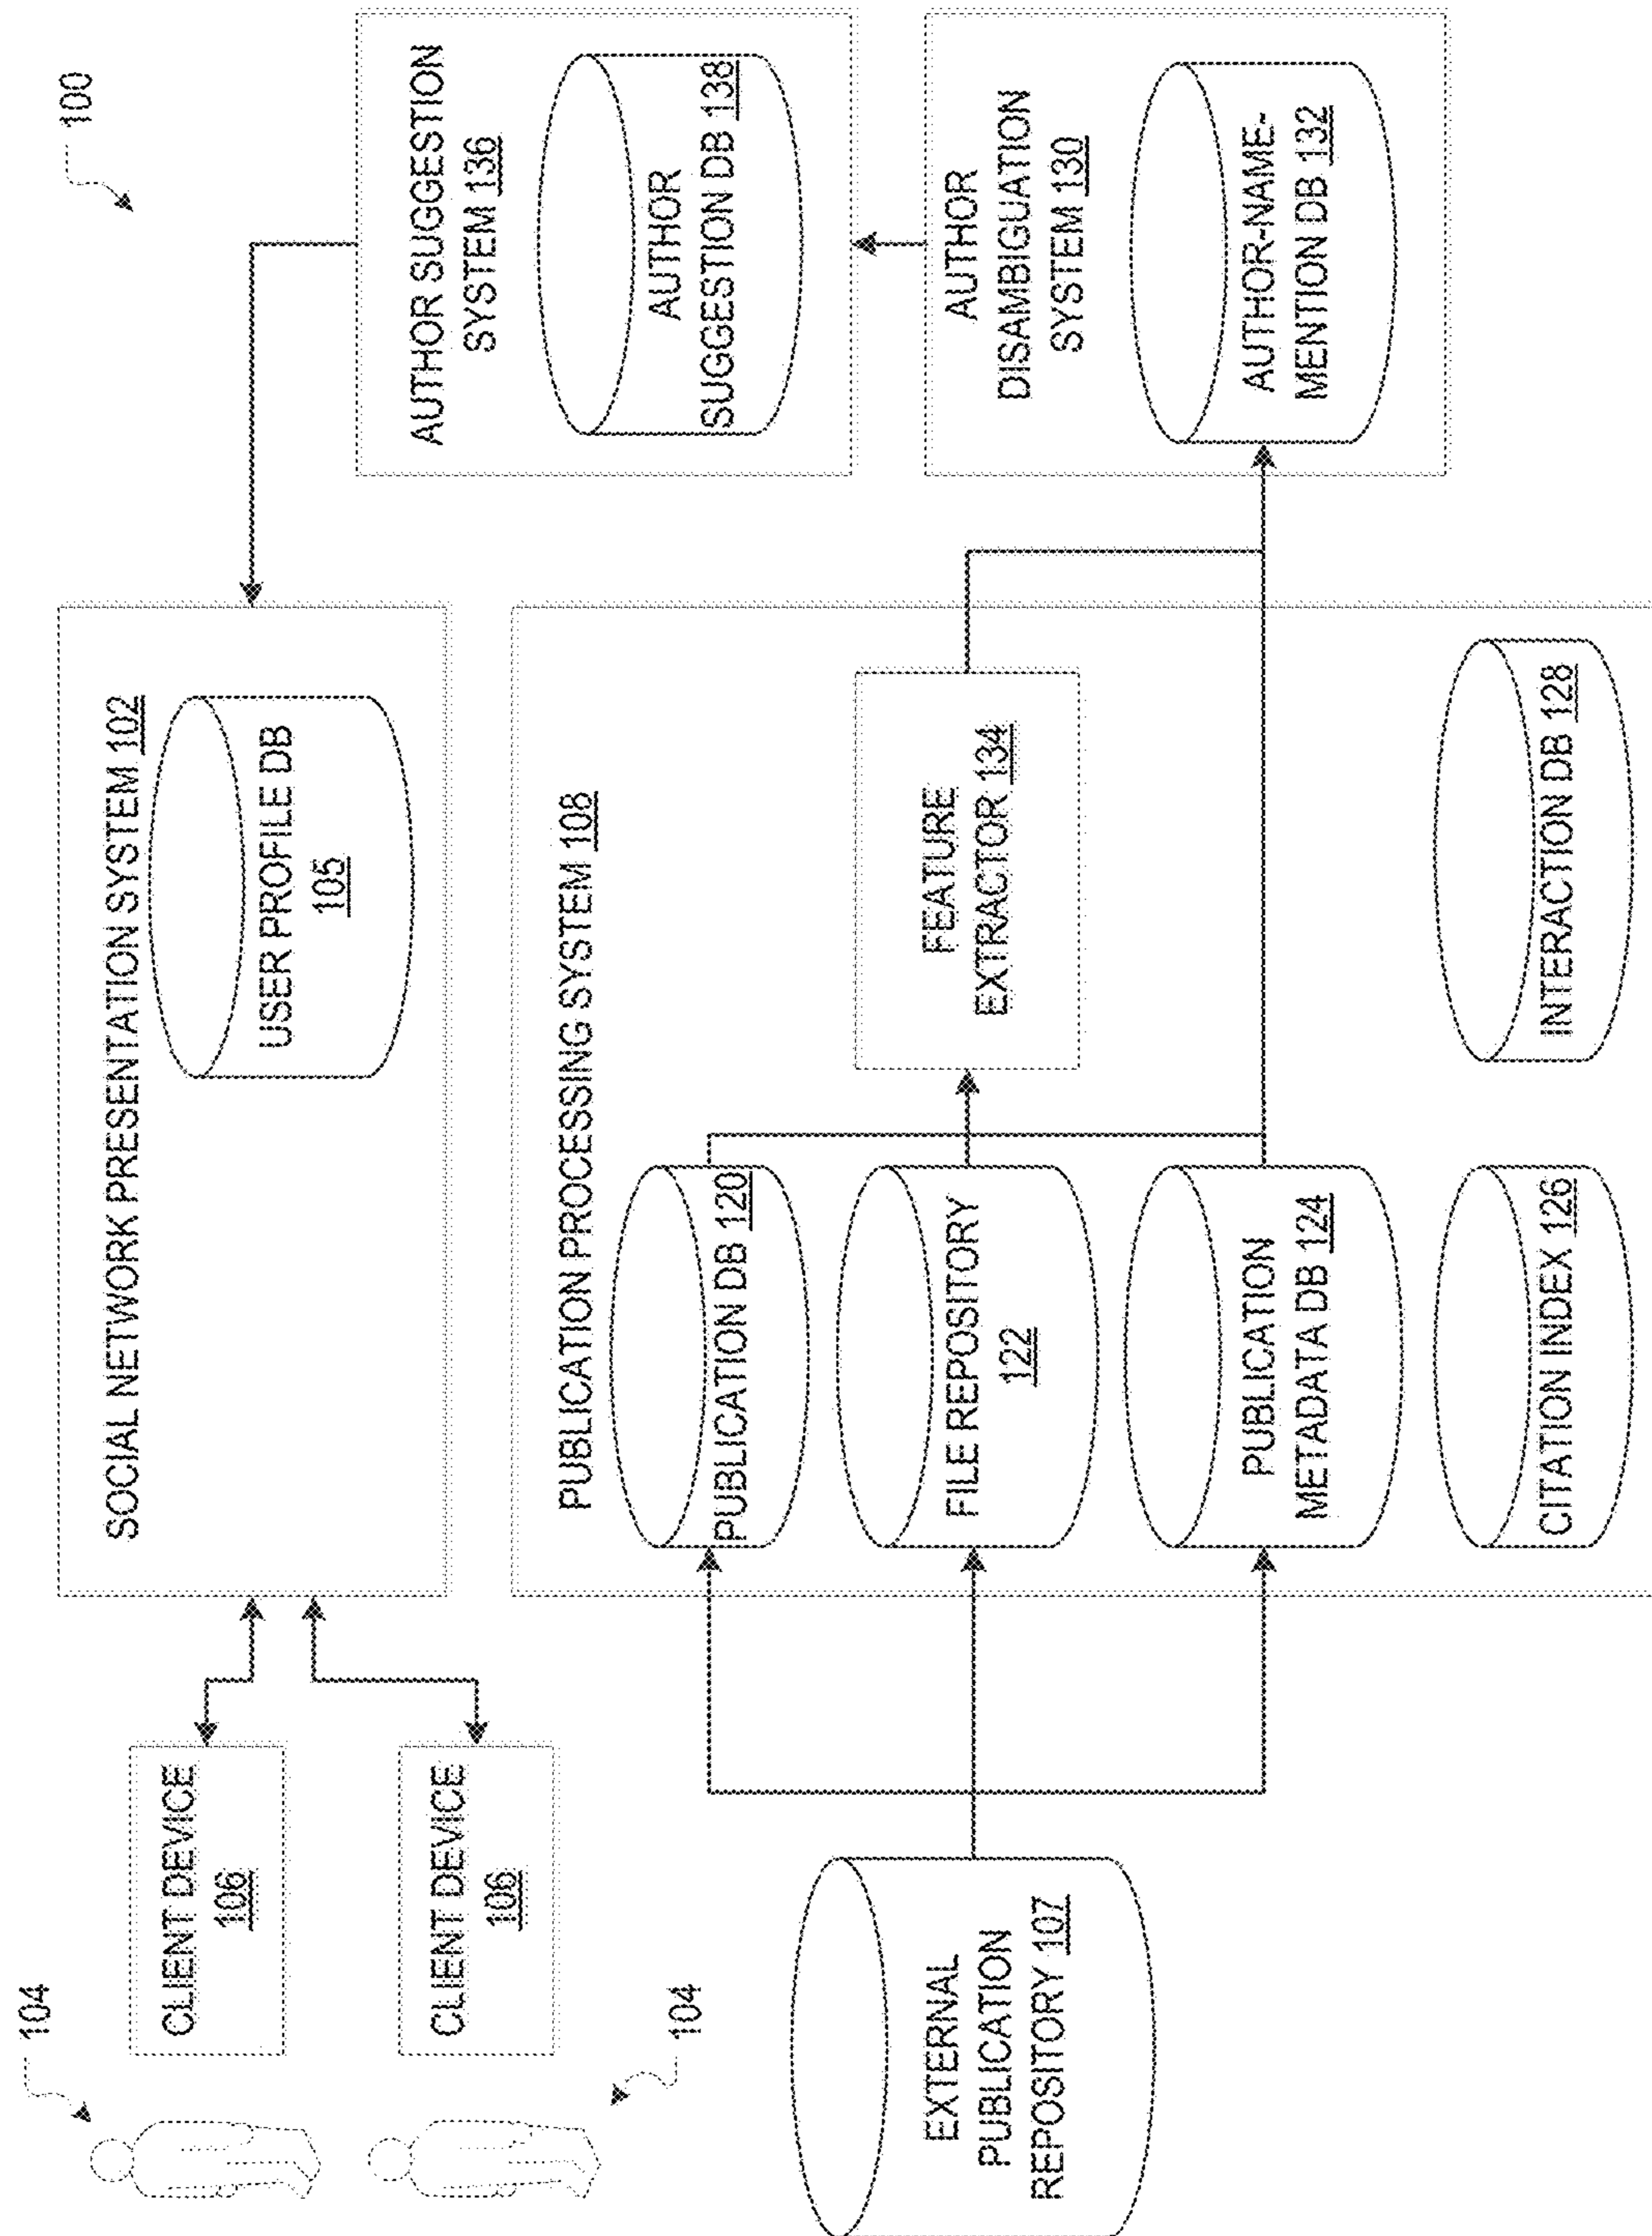 100
104
CLIENT DEVICE
106
CLIENT DEVICE
106
104
SOCIAL NETWORK PRESENTATION SYSTEM 102
USER PROFILE DB
105
AUTHOR SUGGESTION
SYSTEM 136
AUTHOR
SUGGESTION DB 138
EXTERNAL
PUBLICATION
REPOSITORY 107
PUBLICATION PROCESSING SYSTEM 108
PUBLICATION DB 120
FILE REPOSITORY
122
PUBLICATION
METADATA DB 124
CITATION INDEX 126
FEATURE
EXTRACTOR 134
INTERACTION DB 128
AUTHOR
DISAMBIGUATION
SYSTEM 130
AUTHOR-NAME-
MENTION DB 132